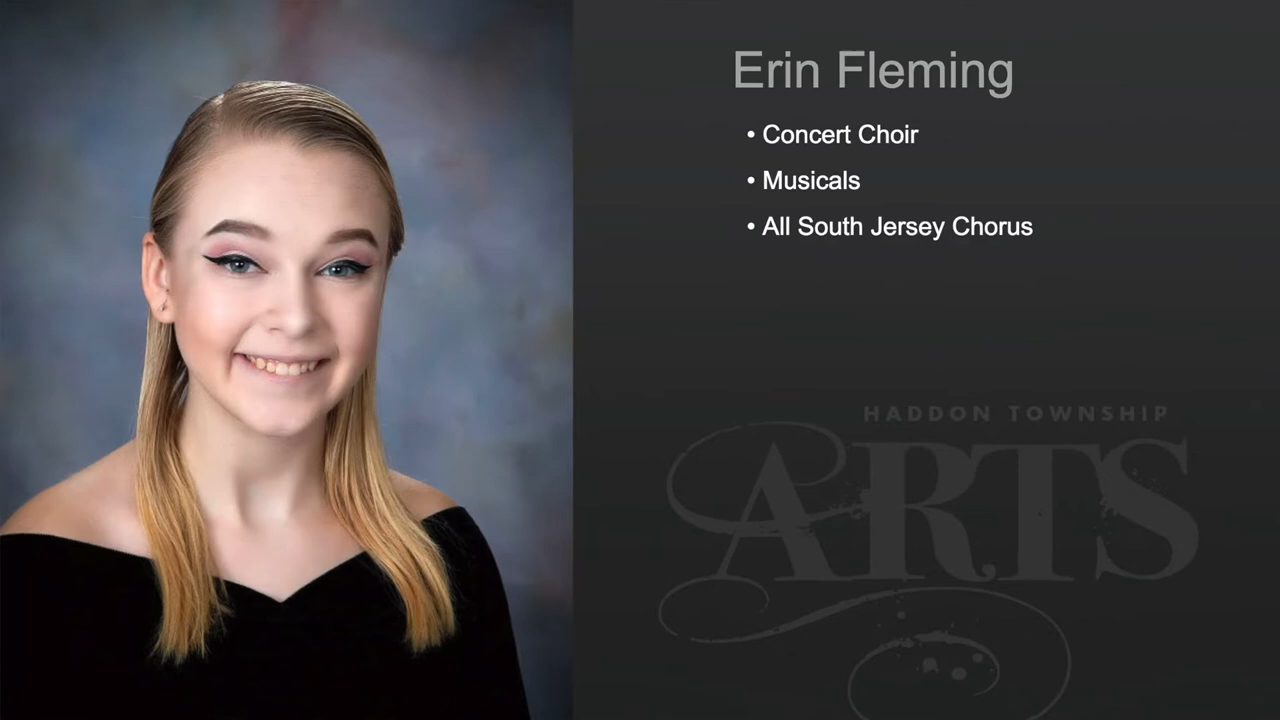 Erin Fleming
• Concert Choir
• Musicals
• All South Jersey Chorus
HADDON TOWNSHIP
ARTS